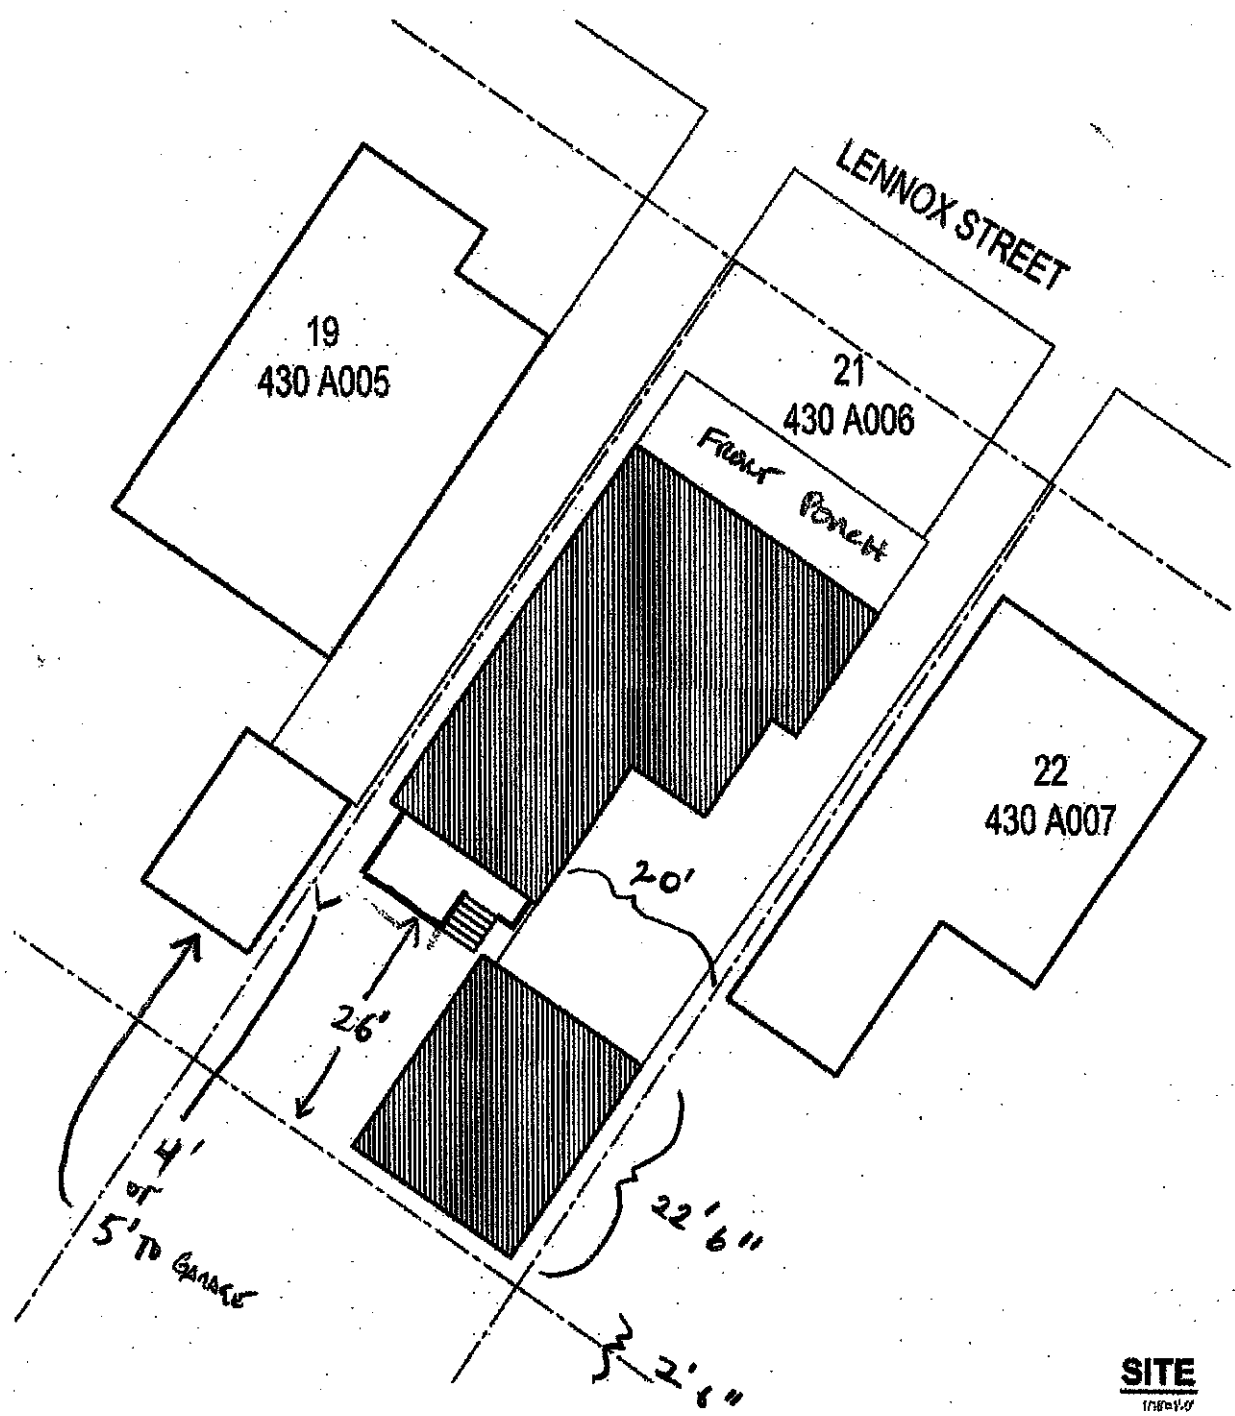 LENNOX STREET
19
430 A005
21
430 A006
FRONT PORCH
22
430 A007
20'
26'
4'
or
5' TO GARAGE
22' 6"
2' 6"
SITE